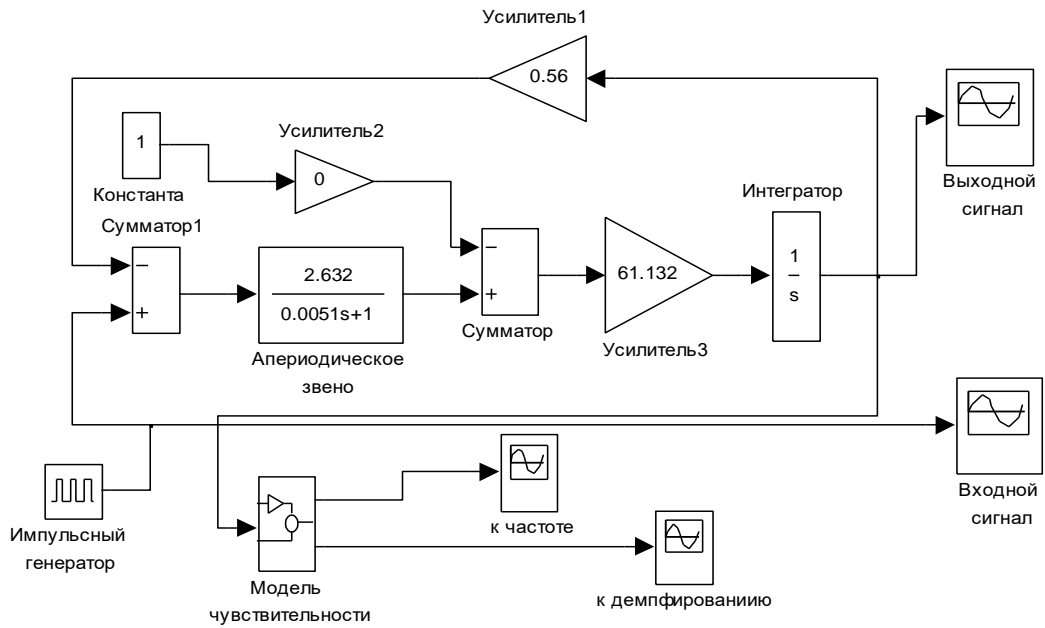 Усилитель1
0.56
Константа
1
Усилитель2
0
Сумматор1
−
+
2.632
0.0051s+1
Апериодическое
звено
−
+
Сумматор
61.132
Усилитель3
Интегратор
1
s
Выходной
сигнал
Входной
сигнал
Импульсный
генератор
Модель
чувствительности
к частоте
к демпфированиию